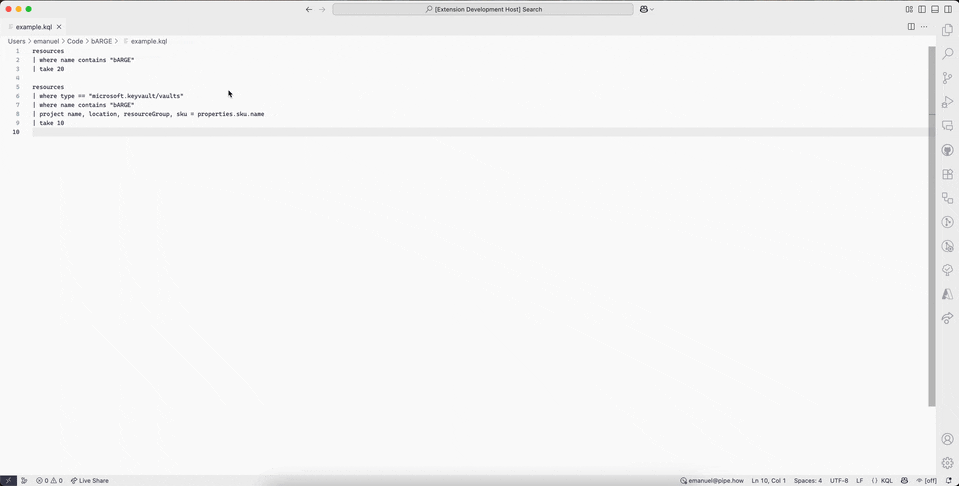 [Extension Development Host] Search
example.kql
Users > emanuel > Code > bARGE > example.kql
1 resources
2 | where name contains "bARGE"
3 | take 20
4
5 resources
6 | where type == "microsoft.keyvault/vaults"
7 | where name contains "bARGE"
8 | project name, location, resourceGroup, sku = properties.sku.name
9 | take 10
10
0 0 Live Share emanuel@pipe.how Ln 10, Col 1 Spaces: 4 UTF-8 LF {} KQL [off]